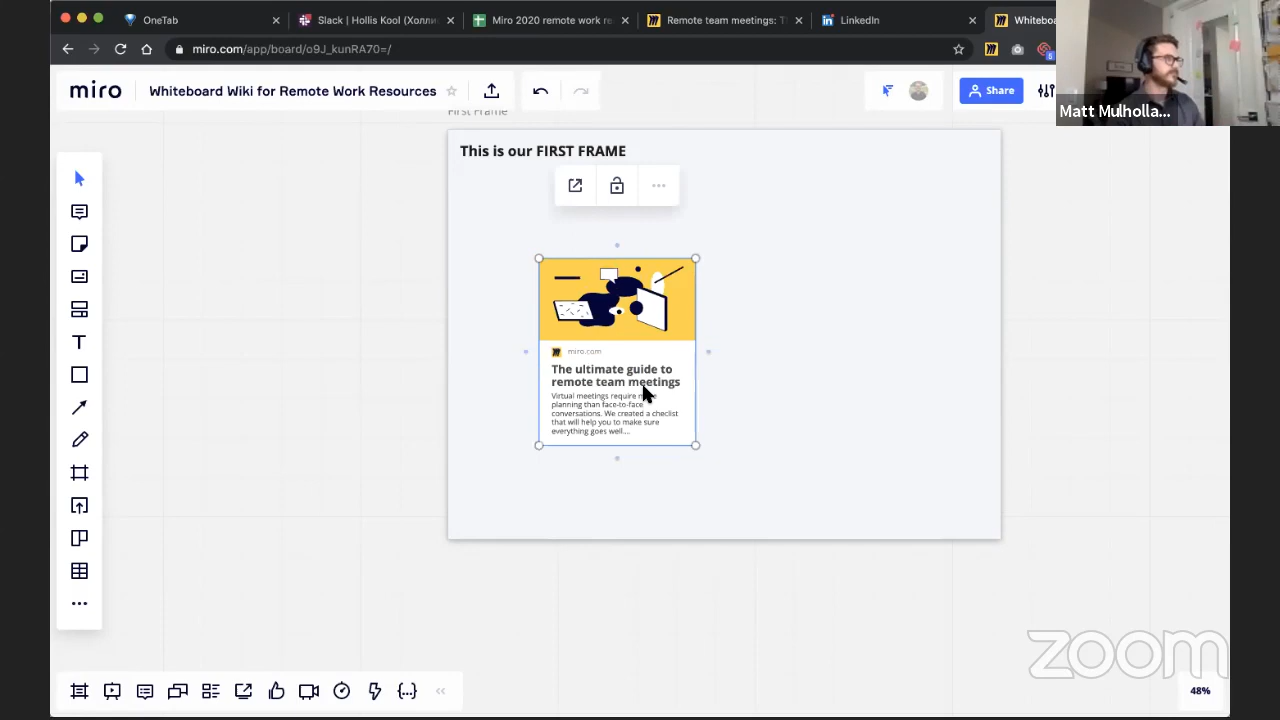 OneTab
Slack | Hollis Kool (Холли
Miro 2020 remote work re
Remote team meetings: T
LinkedIn
Whiteboa
miro.com/app/board/o9J_kunRA70=/
miro
Whiteboard Wiki for Remote Work Resources
Share
Matt Mulholla...
First Frame
This is our FIRST FRAME
miro.com
The ultimate guide to
remote team meetings
Virtual meetings require
planning than face-to-face
conversations. We created a checlist
that will help you to make sure
everything goes well....
zoom
48%